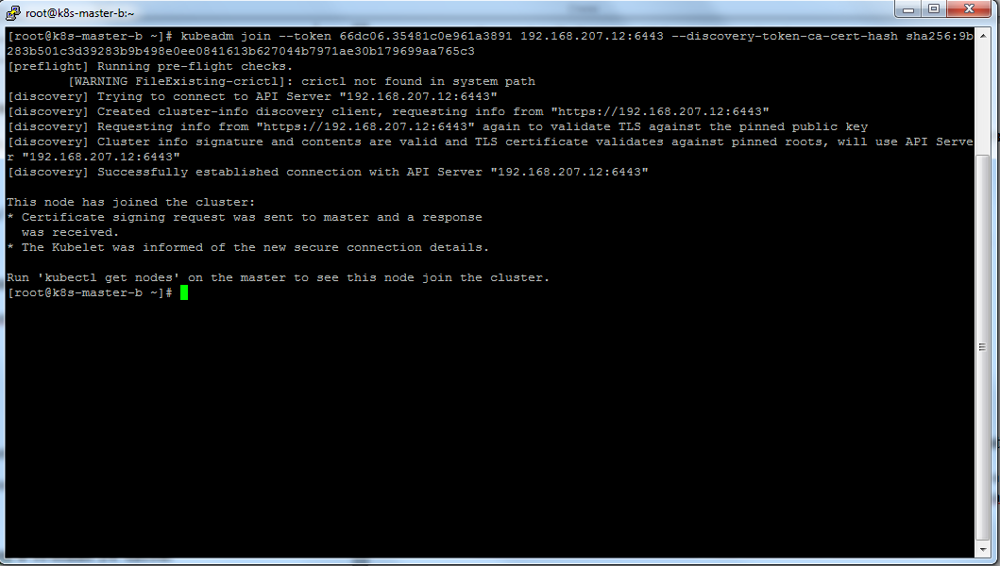 root@k8s-master-b:~
[root@k8s-master-b ~]# kubeadm join --token 66dc06.35481c0e961a3891 192.168.207.12:6443 --discovery-token-ca-cert-hash sha256:9b
283b501c3d39283b9b498e0ee0841613b627044b7971ae30b179699aa765c3
[preflight] Running pre-flight checks.
        [WARNING FileExisting-crictl]: crictl not found in system path
[discovery] Trying to connect to API Server "192.168.207.12:6443"
[discovery] Created cluster-info discovery client, requesting info from "https://192.168.207.12:6443"
[discovery] Requesting info from "https://192.168.207.12:6443" again to validate TLS against the pinned public key
[discovery] Cluster info signature and contents are valid and TLS certificate validates against pinned roots, will use API Serve
r "192.168.207.12:6443"
[discovery] Successfully established connection with API Server "192.168.207.12:6443"

This node has joined the cluster:
* Certificate signing request was sent to master and a response
  was received.
* The Kubelet was informed of the new secure connection details.

Run 'kubectl get nodes' on the master to see this node join the cluster.
[root@k8s-master-b ~]#